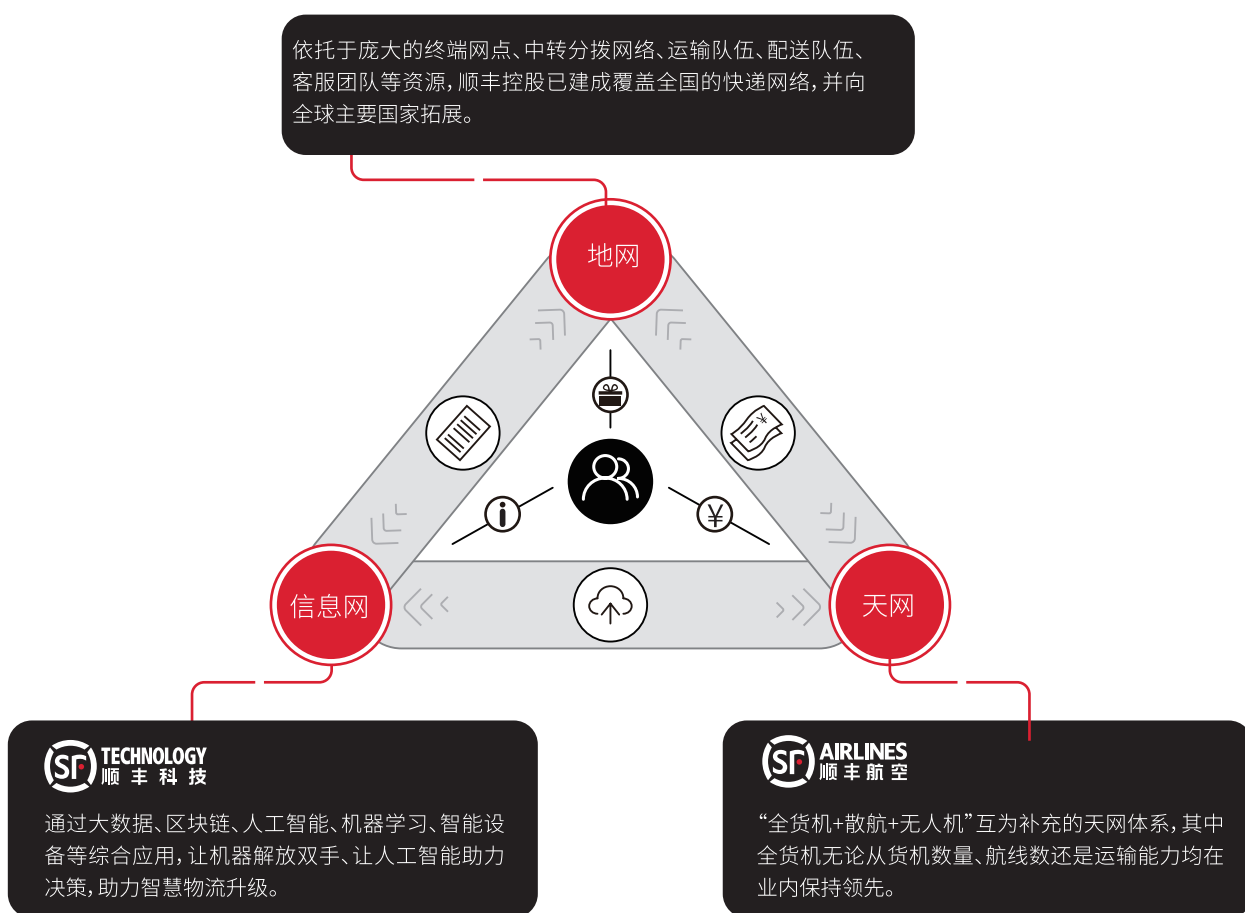 依托于庞大的终端网点、中转分拨网络、运输队伍、配送队伍、
客服团队等资源，顺丰控股已建成覆盖全国的快递网络，并向
全球主要国家拓展。
地网
¥
i
¥
信息网
天网
SF TECHNOLOGY
顺丰科技
通过大数据、区块链、人工智能、机器学习、智能设
备等综合应用，让机器解放双手、让人工智能助力
决策，助力智慧物流升级。
SF AIRLINES
顺丰航空
“全货机+散航+无人机”互为补充的天网体系，其中
全货机无论从货机数量、航线数还是运输能力均在
业内保持领先。